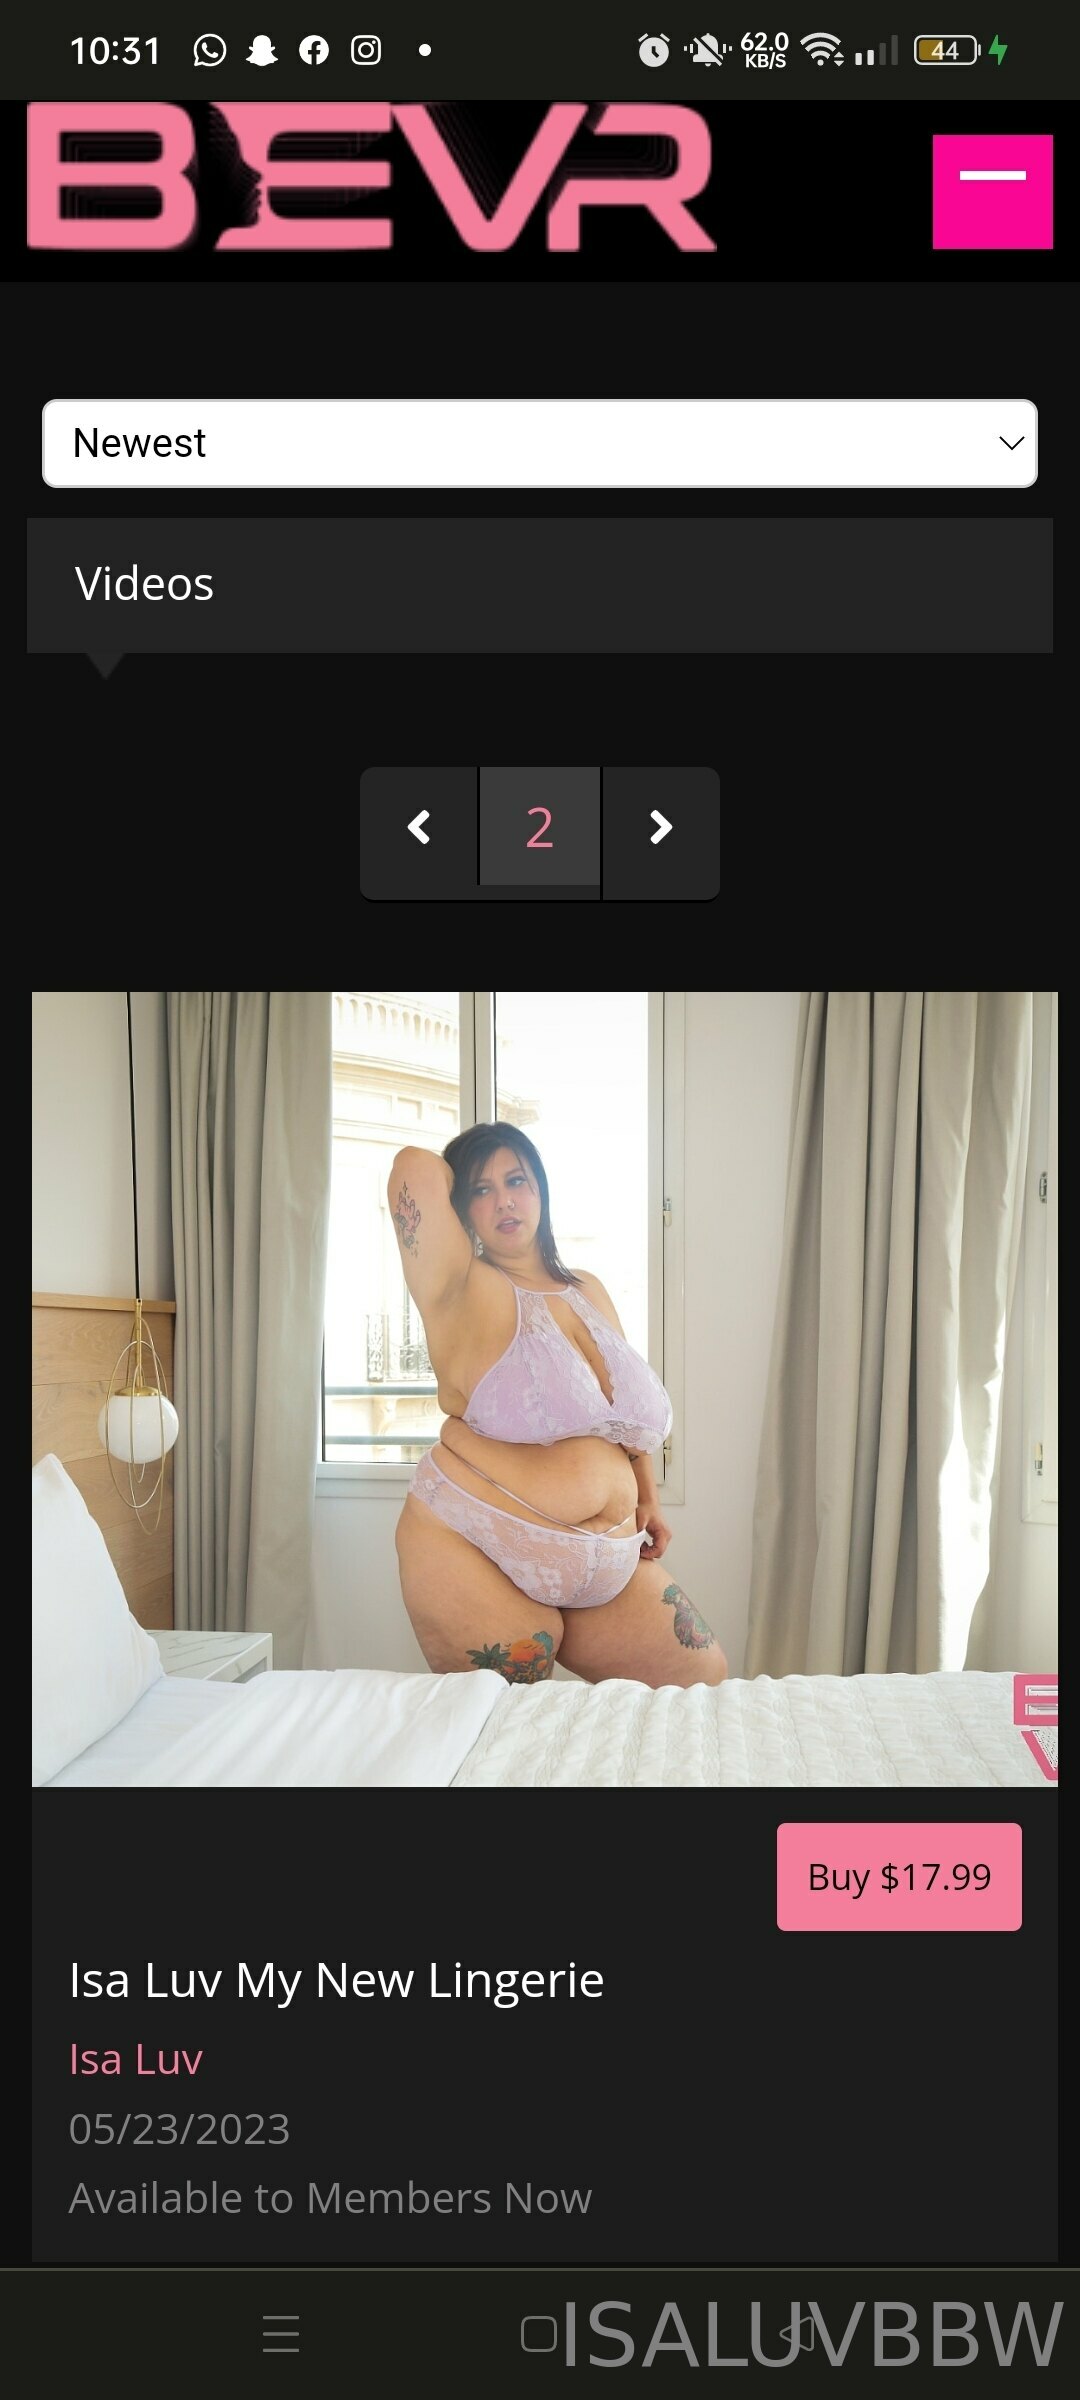 10:31
62.0
KB/S
44
BEVR
Newest
Videos
2
Buy $17.99
Isa Luv My New Lingerie
Isa Luv
05/23/2023
Available to Members Now
ISALUVBBW